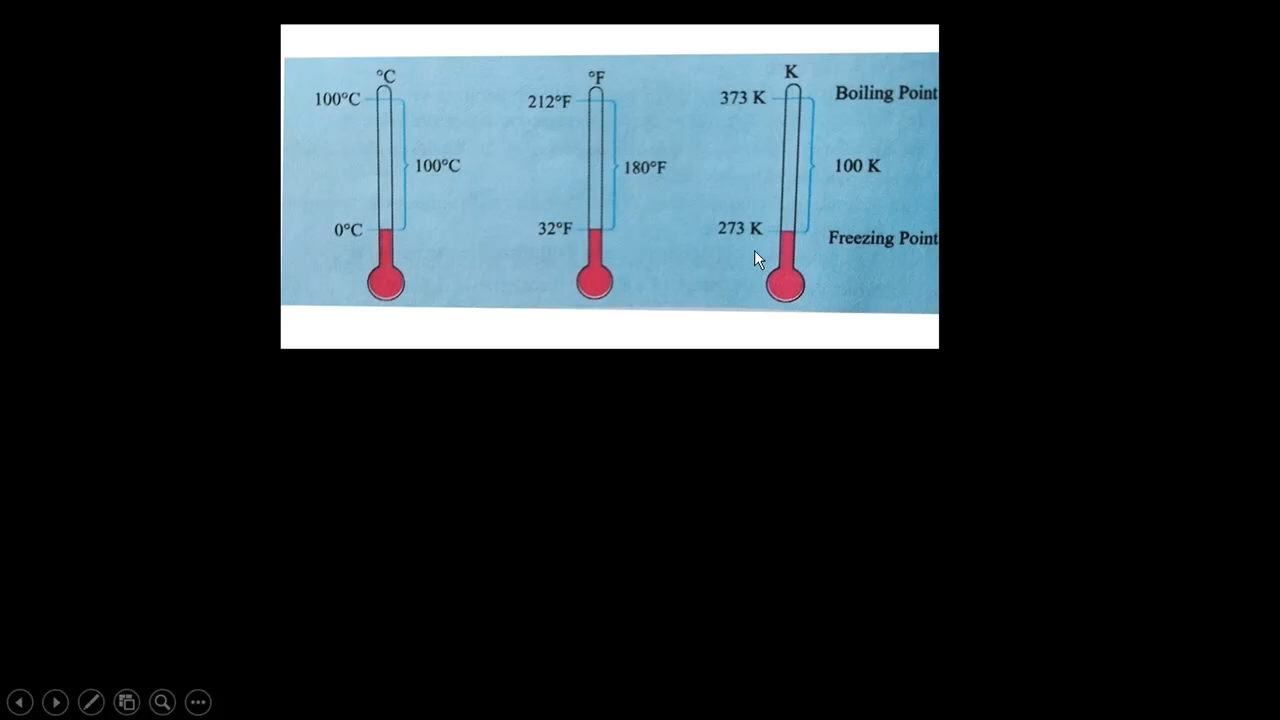 °C °F K
100°C 212°F 373 K Boiling Point
100°C 180°F 100 K
0°C 32°F 273 K Freezing Point